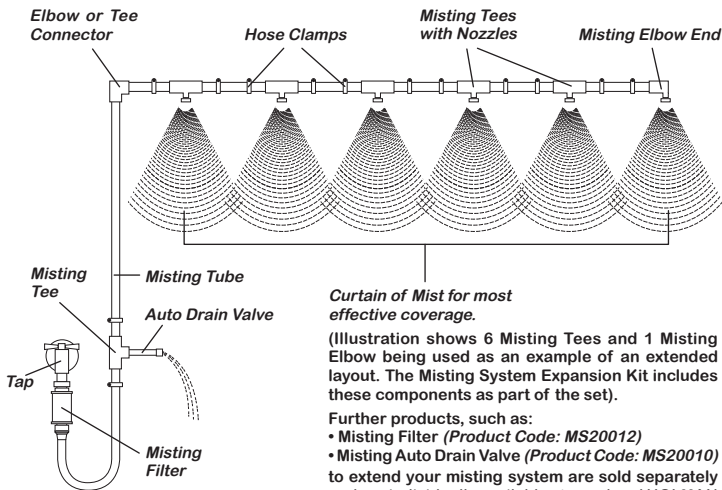 Elbow or Tee
Connector
Hose Clamps
Misting Tees
with Nozzles
Misting Elbow End
Misting
Tee
Misting Tube
Auto Drain Valve
Tap
Misting
Filter
Curtain of Mist for most
effective coverage.
(Illustration shows 6 Misting Tees and 1 Misting
Elbow being used as an example of an extended
layout. The Misting System Expansion Kit includes
these components as part of the set).
Further products, such as:
• Misting Filter (Product Code: MS20012)
• Misting Auto Drain Valve (Product Code: MS20010)
to extend your misting system are sold separately